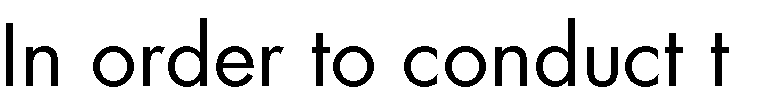 In order to conduct t